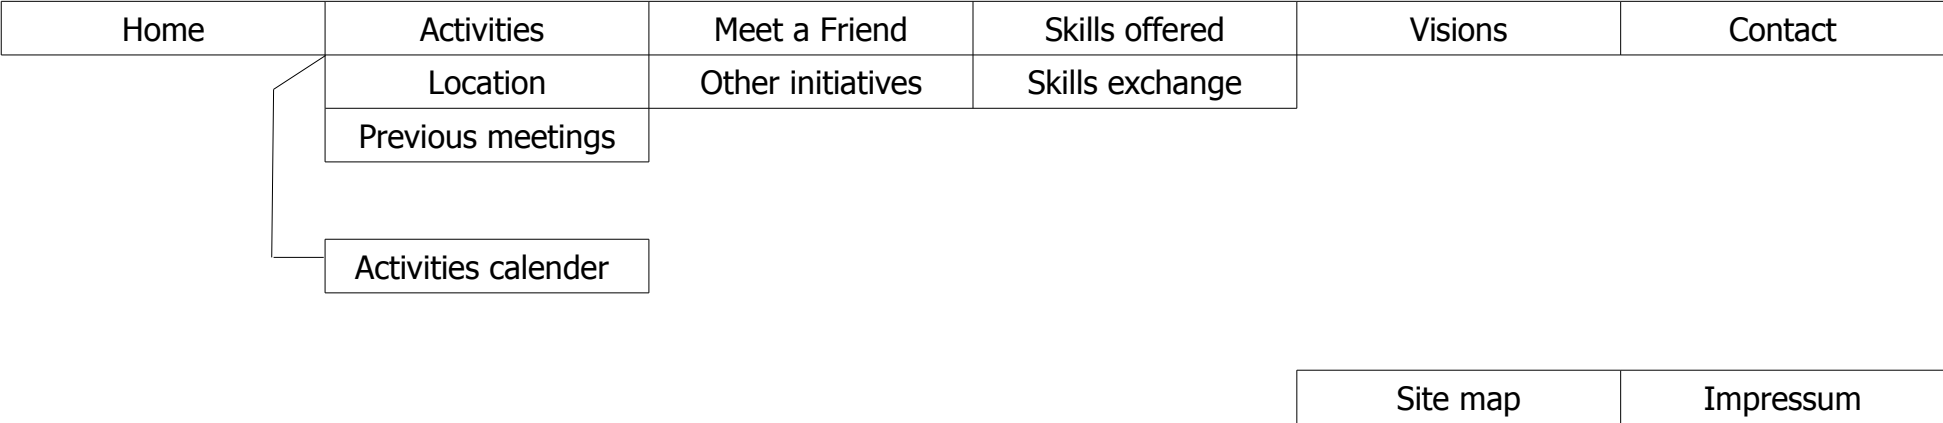 Home Activities Meet a Friend Skills offered Visions Contact
Location Other initiatives Skills exchange
Previous meetings
Activities calender
Site map Impressum